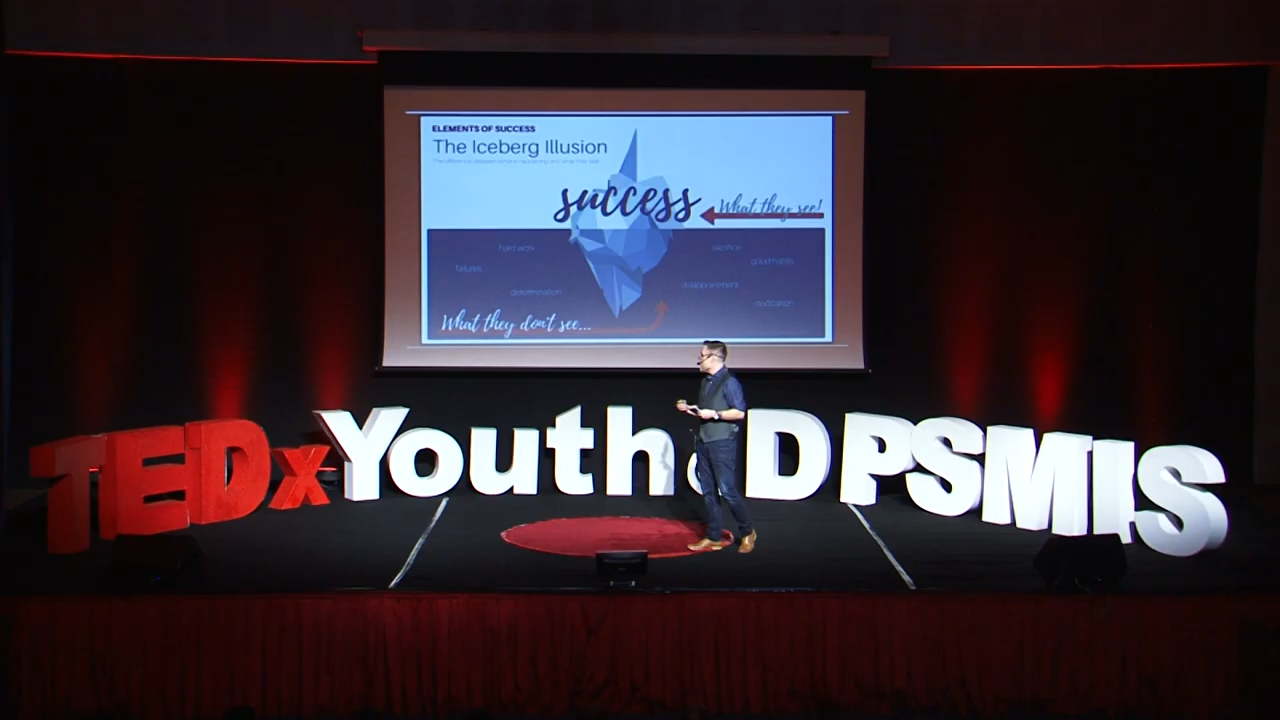 ELEMENTS OF SUCCESS
The Iceberg Illusion
success
What they see!
hard work
sacrifice
failures
good habits
determination
disappointment
dedication
What they don't see...
TEDxYouth@DPSMIS